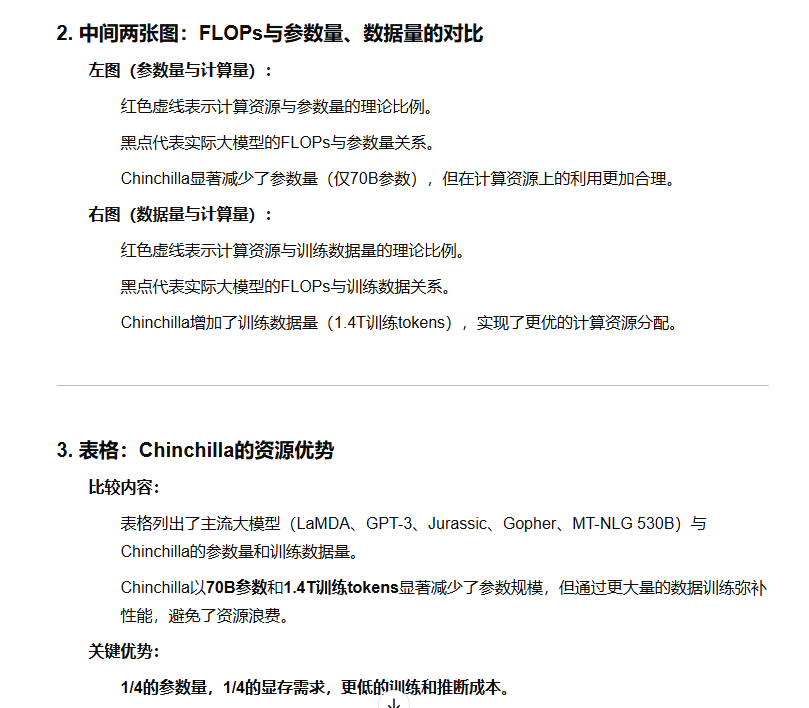 2. 中间两张图：FLOPs与参数量、数据量的对比
左图（参数量与计算量）：
红色虚线表示计算资源与参数量的理论比例。
黑点代表实际大模型的FLOPs与参数量关系。
Chinchilla显著减少了参数量（仅70B参数），但在计算资源上的利用更加合理。
右图（数据量与计算量）：
红色虚线表示计算资源与训练数据量的理论比例。
黑点代表实际大模型的FLOPs与训练数据关系。
Chinchilla增加了训练数据量（1.4T训练tokens），实现了更优的计算资源分配。
3. 表格：Chinchilla的资源优势
比较内容：
表格列出了主流大模型（LaMDA、GPT-3、Jurassic、Gopher、MT-NLG 530B）与
Chinchilla的参数量和训练数据量。
Chinchilla以70B参数和1.4T训练tokens显著减少了参数规模，但通过更大量的数据训练弥补
性能，避免了资源浪费。
关键优势：
1/4的参数量，1/4的显存需求，更低的训练和推断成本。